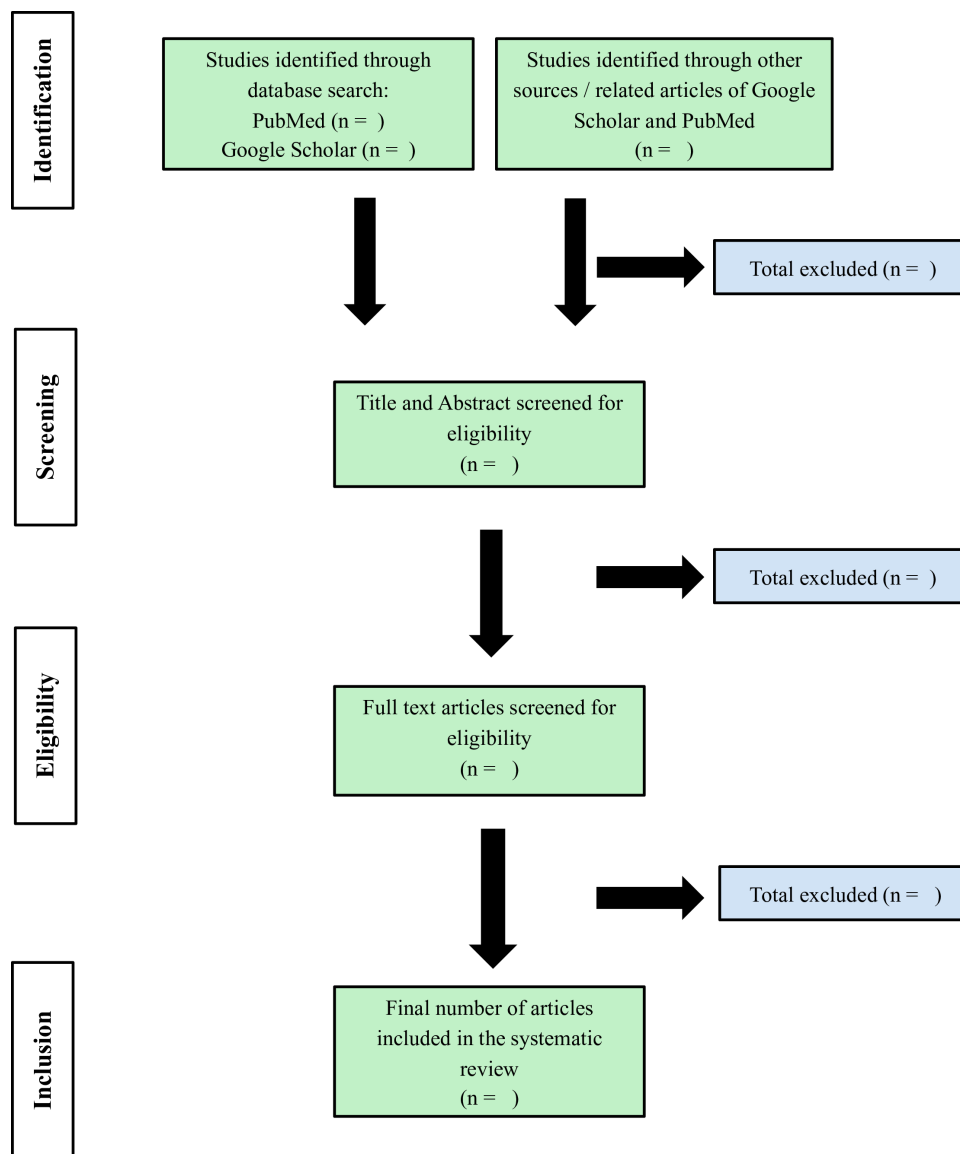 Identification
Studies identified through
database search:
PubMed (n =  )
Google Scholar (n =  )
Studies identified through other
sources / related articles of Google
Scholar and PubMed
(n =   )
Total excluded (n =  )
Screening
Title and Abstract screened for
eligibility
(n =   )
Total excluded (n =  )
Eligibility
Full text articles screened for
eligibility
(n =   )
Total excluded (n =   )
Inclusion
Final number of articles
included in the systematic
review
(n =   )